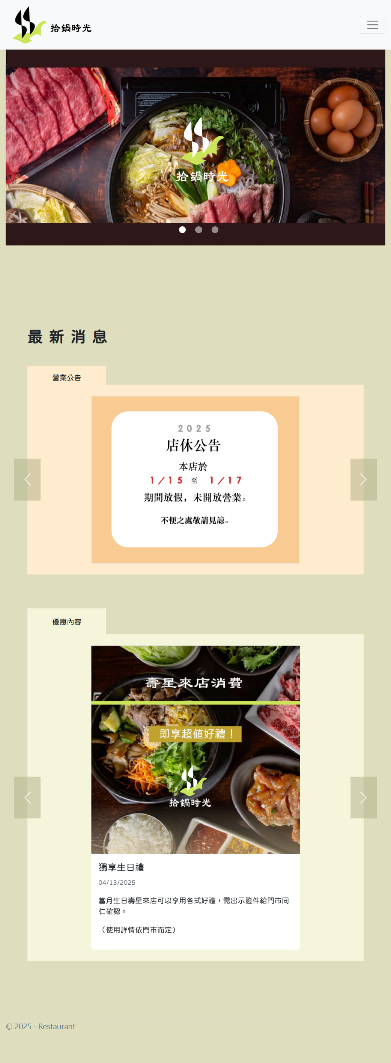 拾鍋時光
拾鍋時光
最新消息
營業公告
2025
店休公告
本店於
1/15 至 1/17
期間放假，未開放營業。
不便之處敬請見諒。
優惠內容
壽星來店消費
即享超值好禮！
拾鍋時光
獨享生日禮
04/13/2025
當月生日壽星來店可以享用各式好禮，需出示證件給門市同
仁確認。
（使用詳情依門市而定）
© 2025 - Restaurant